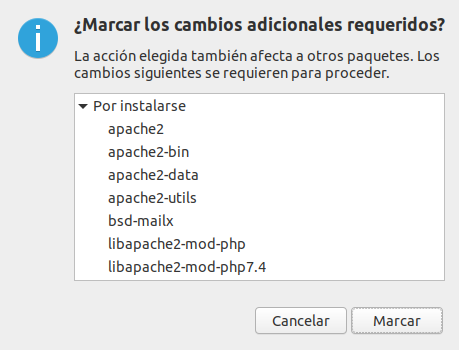 ¿Marcar los cambios adicionales requeridos?
La acción elegida también afecta a otros paquetes. Los
cambios siguientes se requieren para proceder.
Por instalarse
apache2
apache2-bin
apache2-data
apache2-utils
bsd-mailx
libapache2-mod-php
libapache2-mod-php7.4
Cancelar
Marcar